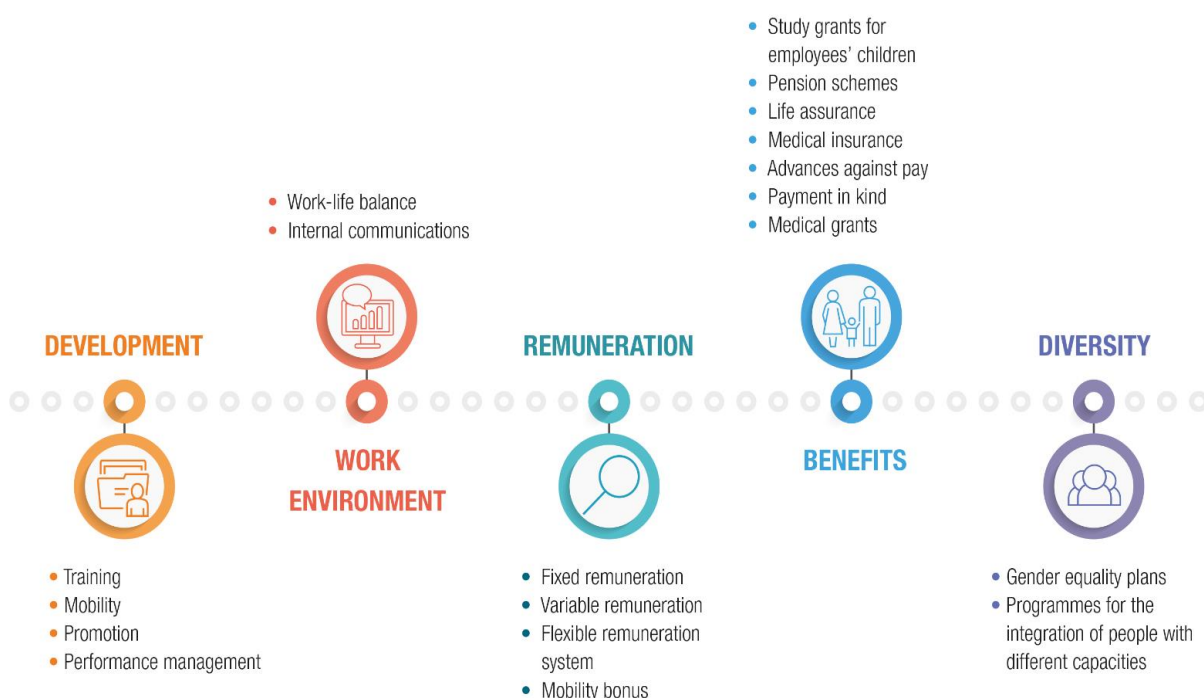 DEVELOPMENT
• Training
• Mobility
• Promotion
• Performance management
• Work-life balance
• Internal communications
WORK
ENVIRONMENT
REMUNERATION
• Fixed remuneration
• Variable remuneration
• Flexible remuneration
system
• Mobility bonus
• Study grants for
employees’ children
• Pension schemes
• Life assurance
• Medical insurance
• Advances against pay
• Payment in kind
• Medical grants
BENEFITS
DIVERSITY
• Gender equality plans
• Programmes for the
integration of people with
different capacities